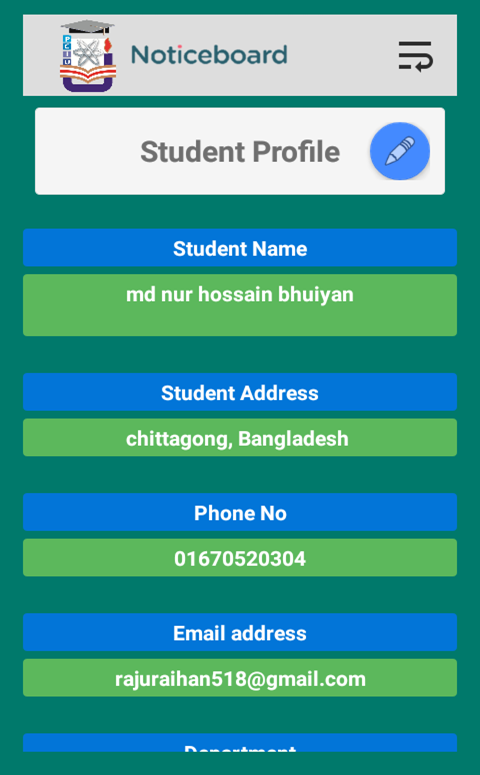 PCIU
Noticeboard
Student Profile
Student Name
md nur hossain bhuiyan
Student Address
chittagong, Bangladesh
Phone No
01670520304
Email address
rajuraihan518@gmail.com
Department